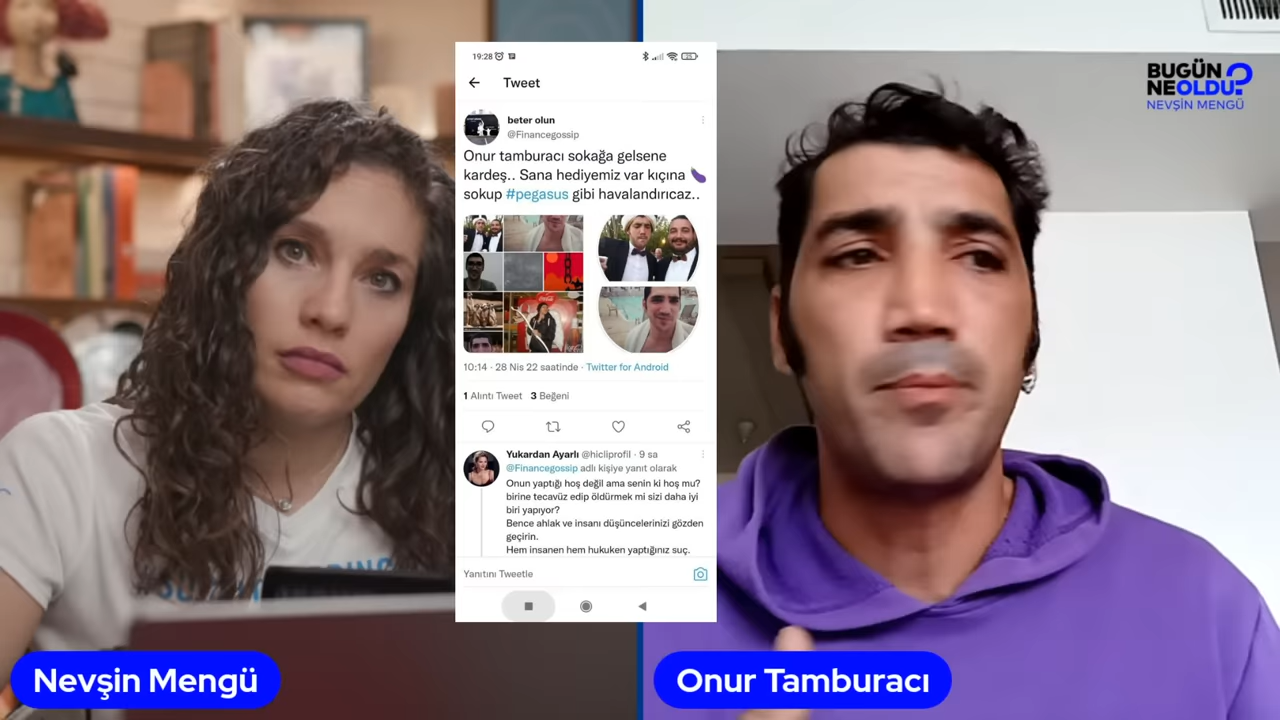 BUGÜN
NEOLDU?
NEVŞİN MENGÜ
19:28
Tweet
beter olun
@Financegossip
Onur tamburacı sokağa gelsene
kardeş.. Sana hediyemiz var kıçına 🍆
sokup #pegasus gibi havalandırıcaz..
10:14 · 28 Nis 22 saatinde · Twitter for Android
1 Alıntı Tweet 3 Beğeni
Yukardan Ayarlı @hicliprofil · 9 sa
@Financegossip adlı kişiye yanıt olarak
Onun yaptığı hoş değil ama senin ki hoş mu?
birine tecavüz edip öldürmek mi sizi daha iyi
biri yapıyor?
Bence ahlak ve insanı düşüncelerinizi gözden
geçirin.
Hem insanen hem hukuken yaptığınız suç.
Yanıtını Tweetle
Nevşin Mengü
Onur Tamburacı